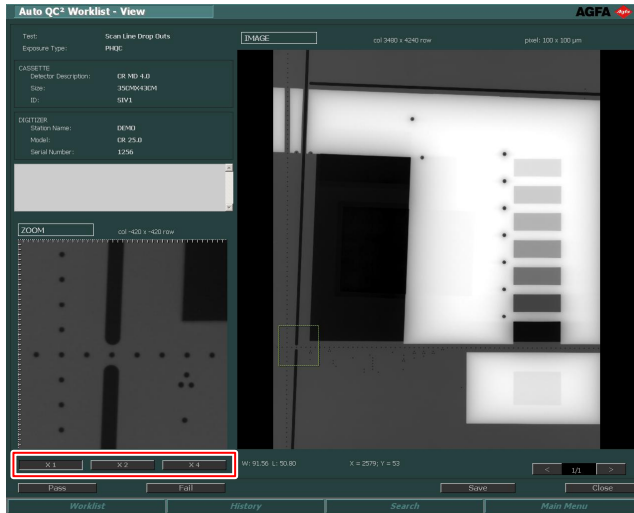 Auto QC² Worklist - View
AGFA
Test: Scan Line Drop Outs
Exposure Type: PHQC
CASSETTE
Detector Description: CR MD 4.0
Size: 35CMX43CM
ID: SIV1
DIGITIZER
Station Name: DEMO
Model: CR 25.0
Serial Number: 1256
ZOOM
col -420 x -420 row
IMAGE
col 3480 x 4240 row
pixel: 100 x 100 µm
X 1
X 2
X 4
W: 91.56 L: 50.80
X = 2579; Y = 53
< 1/1 >
Pass
Fail
Save
Close
Worklist
History
Search
Main Menu